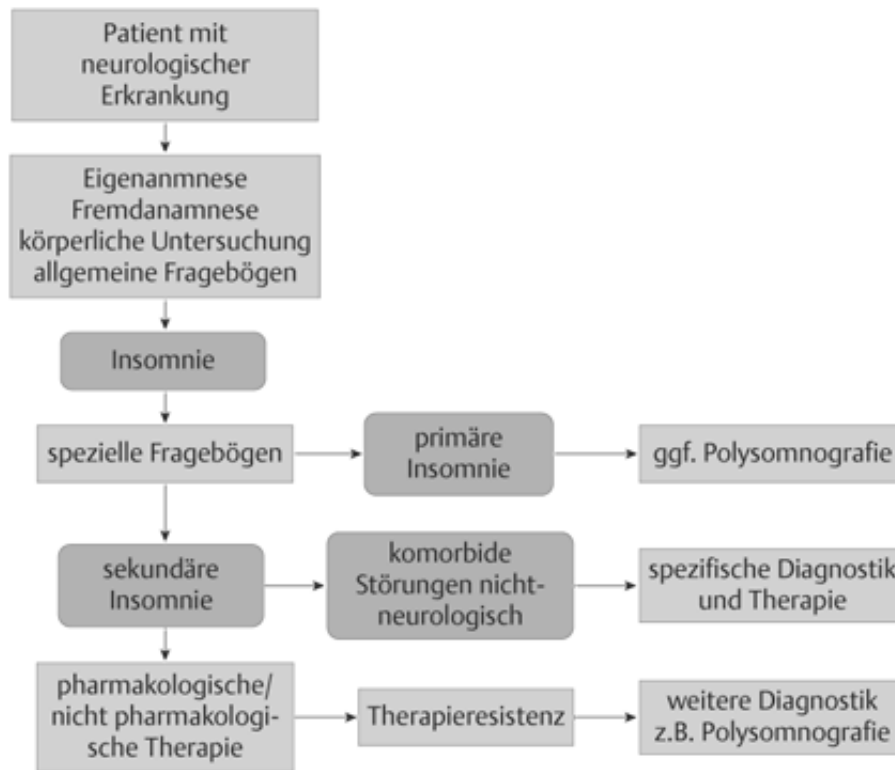 Patient mit
neurologischer
Erkrankung
Eigenanmnese
Fremdanamnese
körperliche Untersuchung
allgemeine Fragebögen
Insomnie
spezielle Fragebögen
primäre
Insomnie
ggf. Polysomnografie
sekundäre
Insomnie
komorbide
Störungen nicht-
neurologisch
spezifische Diagnostik
und Therapie
pharmakologische/
nicht pharmakologi-
sche Therapie
Therapieresistenz
weitere Diagnostik
z.B. Polysomnografie